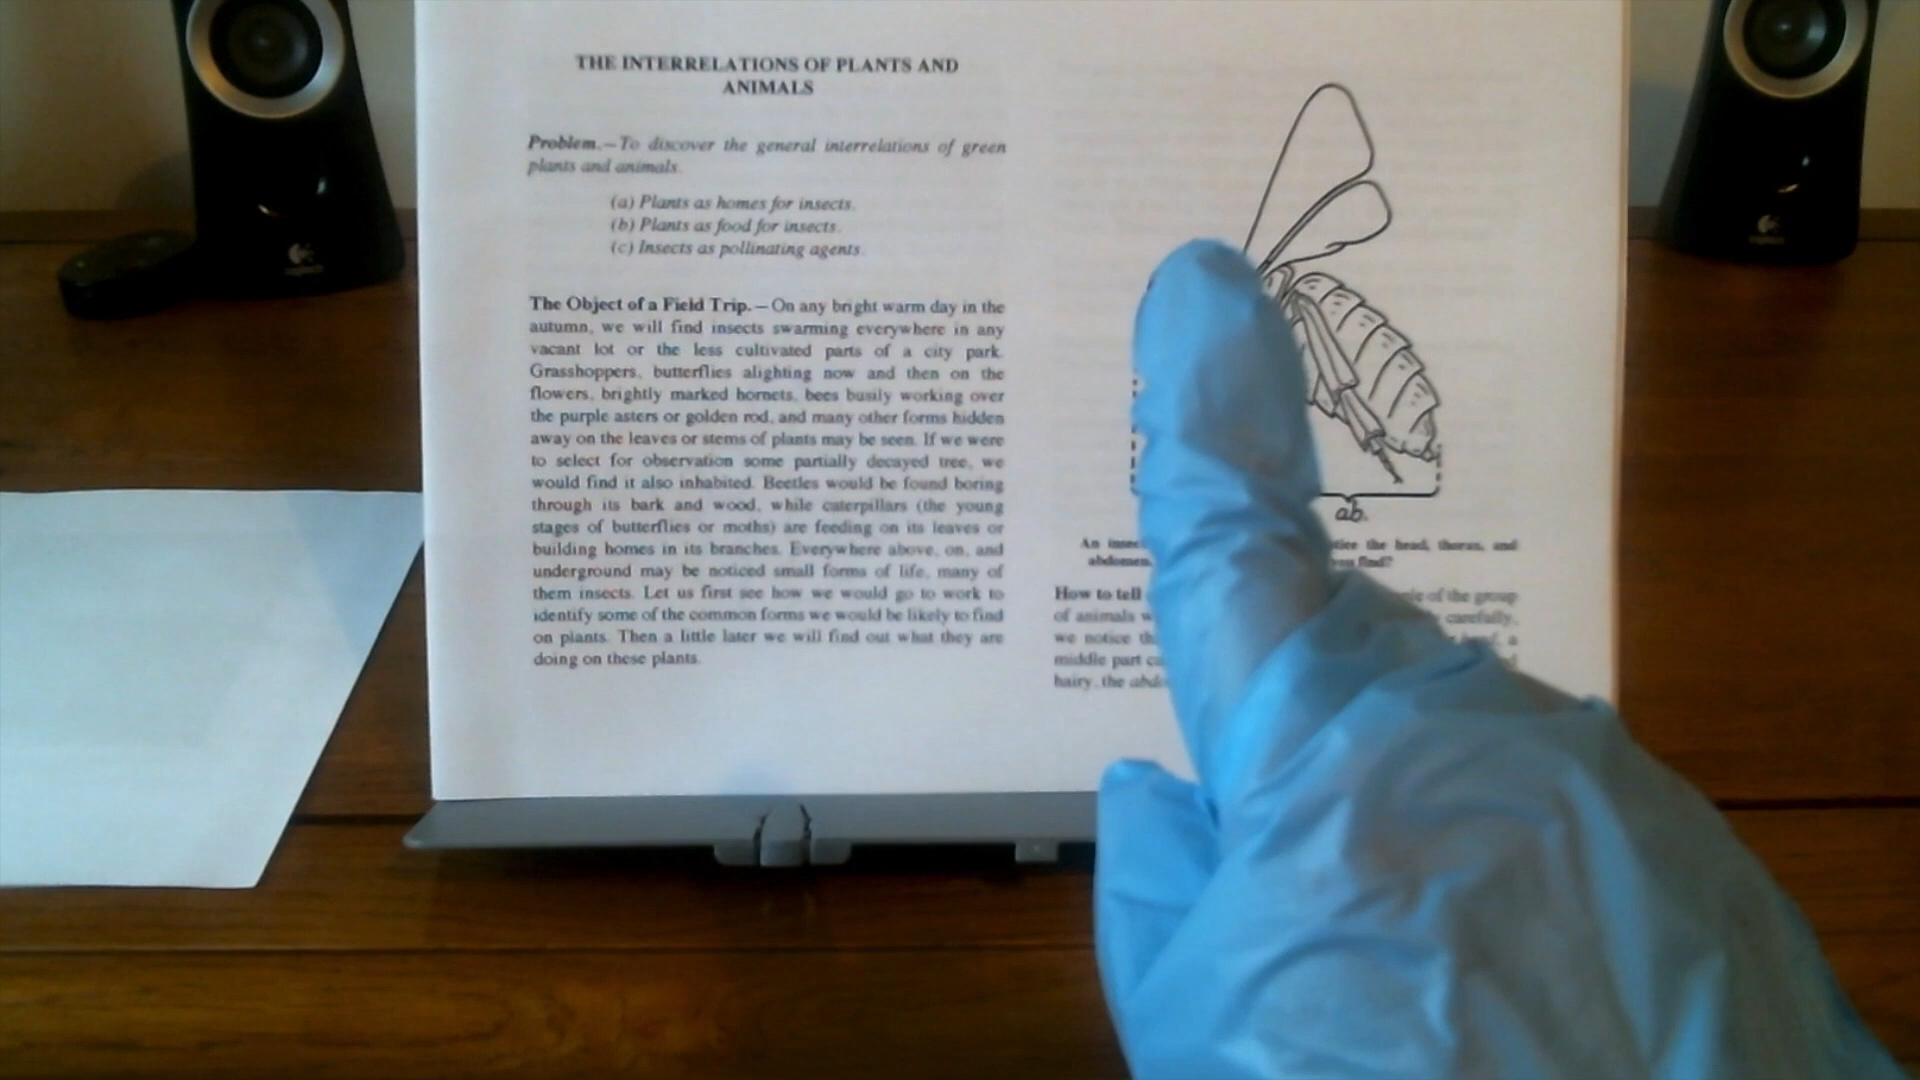 THE INTERRELATIONS OF PLANTS AND
ANIMALS
Problem.—To discover the general interrelations of green
plants and animals.
(a) Plants as homes for insects.
(b) Plants as food for insects.
(c) Insects as pollinating agents.
The Object of a Field Trip.—On any bright warm day in the
autumn, we will find insects swarming everywhere in any
vacant lot or the less cultivated parts of a city park.
Grasshoppers, butterflies alighting now and then on the
flowers, brightly marked hornets, bees busily working over
the purple asters or golden rod, and many other forms hidden
away on the leaves or stems of plants may be seen. If we were
to select for observation some partially decayed tree, we
would find it also inhabited. Beetles would be found boring
through its bark and wood, while caterpillars (the young
stages of butterflies or moths) are feeding on its leaves or
building homes in its branches. Everywhere above, on, and
underground may be noticed small forms of life, many of
them insects. Let us first see how we would go to work to
identify some of the common forms we would be likely to find
on plants. Then a little later we will find out what they are
doing on these plants.
ab.
An the head, thorax, and
abdomen. you find?
How to tell of the group
of animals carefully,
we notice a
middle part
hairy, the
logitech